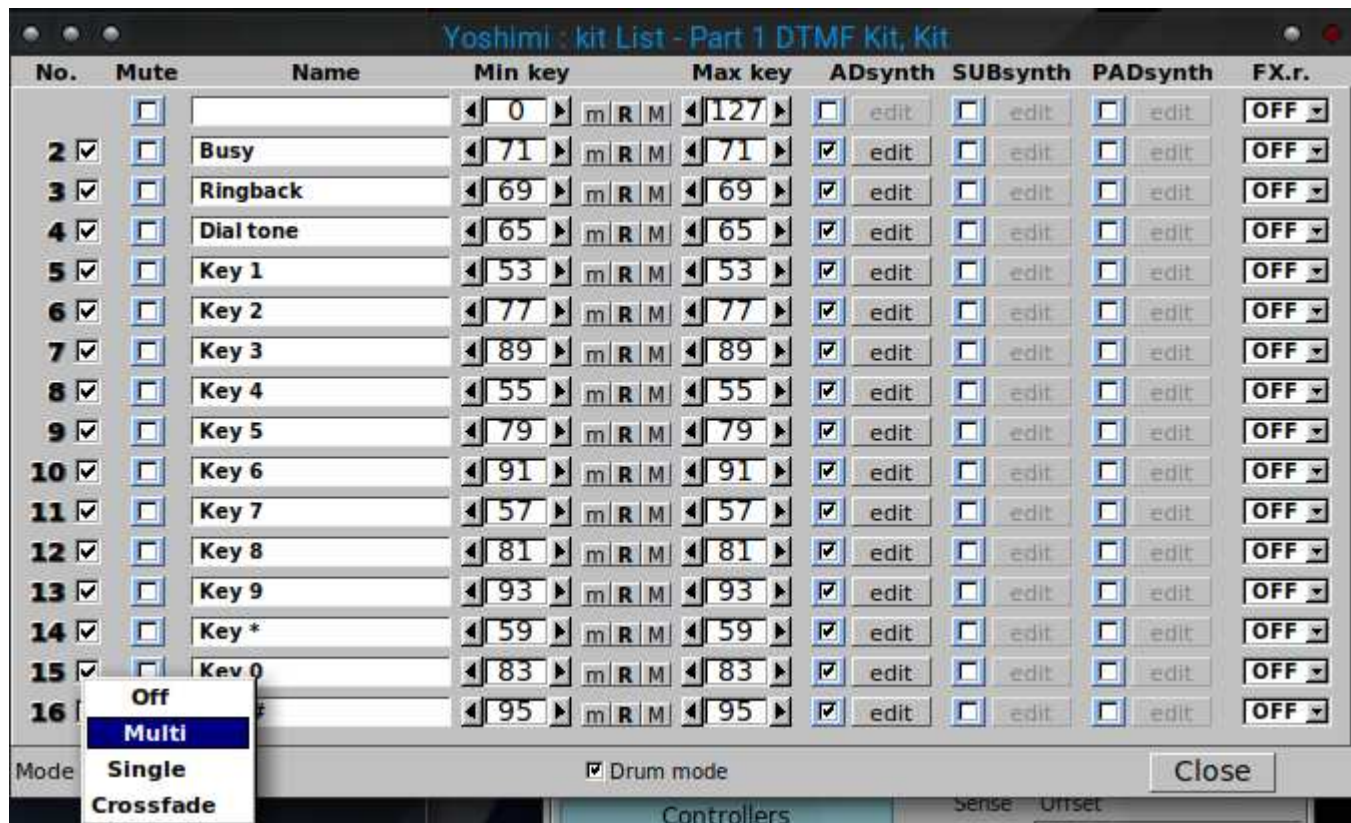 Yoshimi : kit List - Part 1 DTMF Kit, Kit
No. Mute Name Min key Max key ADsynth SUBsynth PADsynth FX.r.
0 m R M 127 edit edit edit OFF
2 Busy 71 m R M 71 edit edit edit OFF
3 Ringback 69 m R M 69 edit edit edit OFF
4 Dial tone 65 m R M 65 edit edit edit OFF
5 Key 1 53 m R M 53 edit edit edit OFF
6 Key 2 77 m R M 77 edit edit edit OFF
7 Key 3 89 m R M 89 edit edit edit OFF
8 Key 4 55 m R M 55 edit edit edit OFF
9 Key 5 79 m R M 79 edit edit edit OFF
10 Key 6 91 m R M 91 edit edit edit OFF
11 Key 7 57 m R M 57 edit edit edit OFF
12 Key 8 81 m R M 81 edit edit edit OFF
13 Key 9 93 m R M 93 edit edit edit OFF
14 Key * 59 m R M 59 edit edit edit OFF
15 Key 0 83 m R M 83 edit edit edit OFF
16 # 95 m R M 95 edit edit edit OFF
Off
Multi
Single
Crossfade
Mode Drum mode Close
Controllers Sense Offset